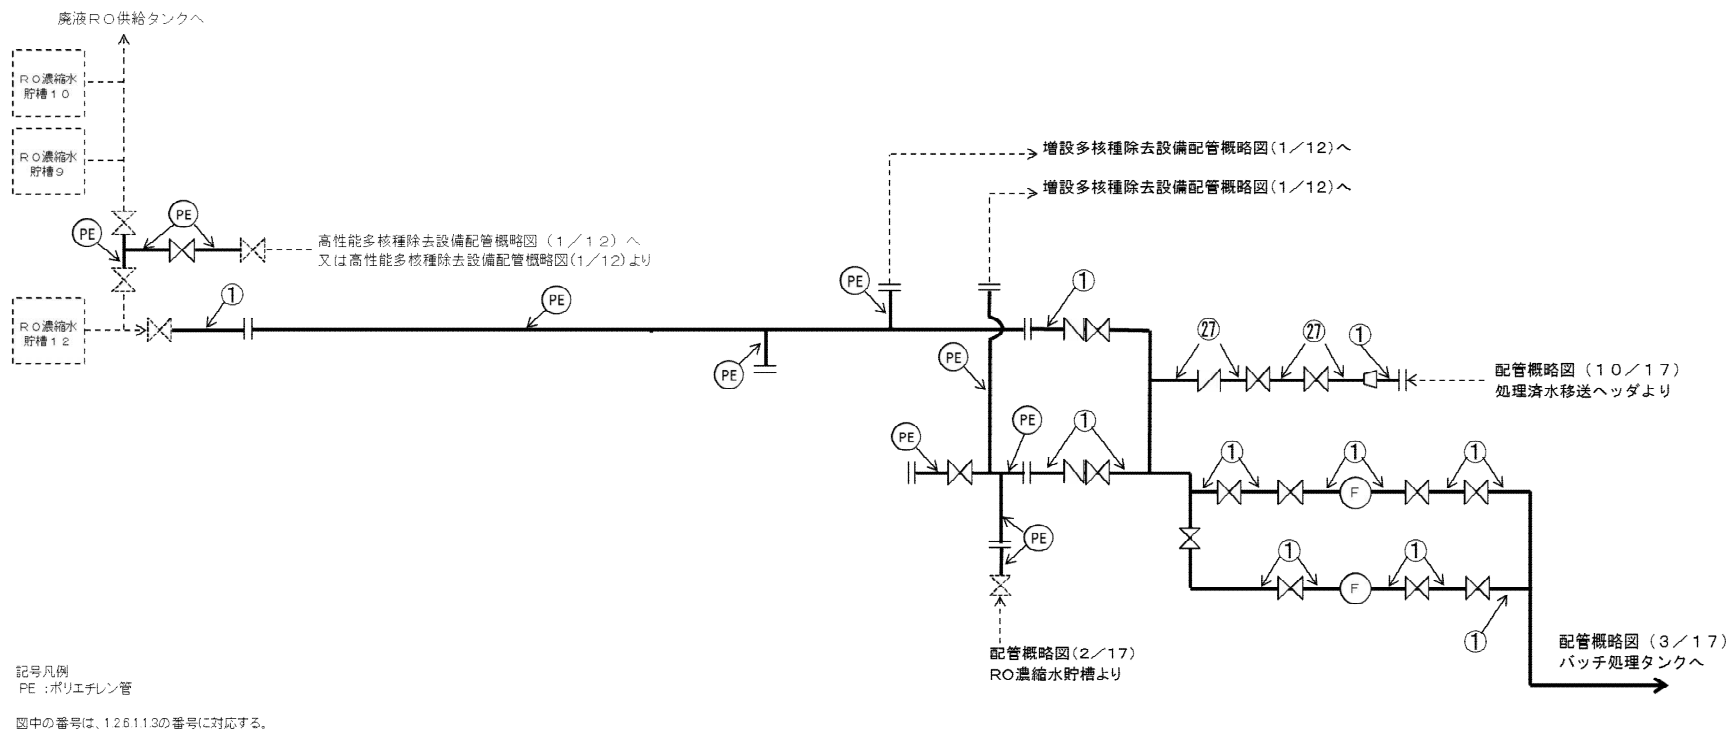 廃液RO供給タンクへ
RO濃縮水
貯槽10
RO濃縮水
貯槽9
PE
PE
高性能多核種除去設備配管概略図（1／12）へ
又は高性能多核種除去設備配管概略図(1／12)より
RO濃縮水
貯槽12
①
PE
PE
PE
増設多核種除去設備配管概略図(1／12)へ
増設多核種除去設備配管概略図(1／12)へ
①
PE
㉗
㉗
①
配管概略図（10／17）
処理済水移送ヘッダより
PE
PE
①
①
①
①
F
PE
①
①
F
①
配管概略図(2／17)
RO濃縮水貯槽より
配管概略図（3／17）
バッチ処理タンクへ
記号凡例
PE：ポリエチレン管
図中の番号は、1.2.6.1.1.3の番号に対応する。